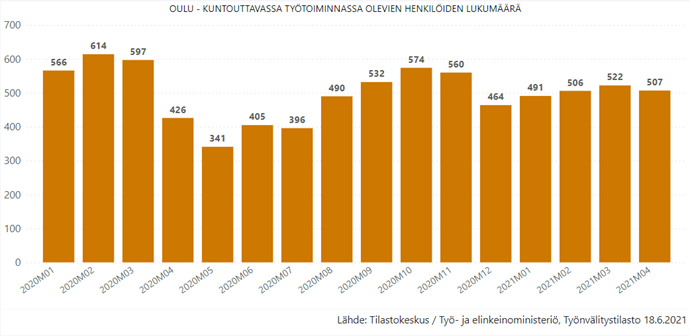 OULU - KUNTOUTTAVASSA TYÖTOIMINNASSA OLEVIEN HENKILÖIDEN LUKUMÄÄRÄ
700
600
500
400
300
200
100
0
566
614
597
426
341
405
396
490
532
574
560
464
491
506
522
507
2020M01
2020M02
2020M03
2020M04
2020M05
2020M06
2020M07
2020M08
2020M09
2020M10
2020M11
2020M12
2021M01
2021M02
2021M03
2021M04
Lähde: Tilastokeskus / Työ- ja elinkeinoministeriö, Työnvälitystilasto 18.6.2021